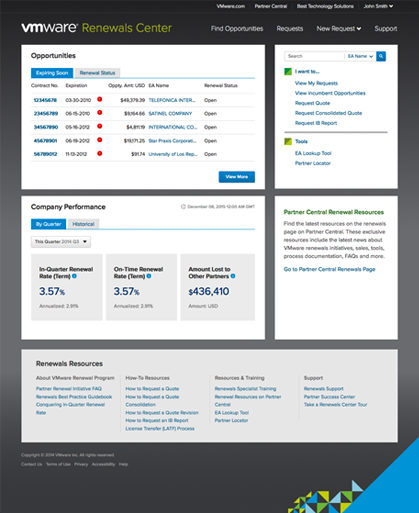 VMware.com Partner Central Best Technology Solutions John Smith
vmware Renewals Center
Find Opportunities Requests New Request Support
Opportunities
Expiring Soon Renewal Status
Contract No. Expiration Oppty. Amt: USD EA Name Renewal Status
12345678 03-30-2010 $49,379.39 TELEFONICA INTER... Open
23456789 06-15-2010 $9,164.66 SATINEL COMPANY Open
34567890 05-16-2010 $4,811.19 INTERNATIONAL CO... Open
45678901 06-19-2012 $19,171.25 Star Praxis Corporat... Open
56789012 11-13-2012 $91.74 University of Los Rep... Open
View More
Search EA Name
I want to...
View My Requests
View Incumbent Opportunities
Request Quote
Request Consolidated Quote
Request IB Report
Tools
EA Lookup Tool
Partner Locator
Company Performance
December 08, 2015 12:05 AM GMT
By Quarter Historical
This Quarter 2014 Q3
In-Quarter Renewal
Rate (Term)
3.57%
Annualized: 2.91%
On-Time Renewal
Rate (Term)
3.57%
Annualized: 2.91%
Amount Lost to
Other Partners
$436,410
Amount: USD
Partner Central Renewal Resources
Find the latest resources on the renewals
page on Partner Central. These exclusive
resources include the latest news about
VMware renewals initiatives, sales, tools,
process documentation, FAQs and more.
Go to Partner Central Renewals Page
Renewals Resources
About VMware Renewal Program
Partner Renewal Initiative FAQ
Renewals Best Practice Guidebook
Conquering In-Quarter Renewal
Rate
How-To Resources
How to Request a Quote
How to Request a Quote
Consolidation
How to Request a Quote Revision
How to Request an IB Report
License Transfer (LATP) Process
Resources & Training
Renewals Specialist Training
Renewal Resources on Partner
Central
EA Lookup Tool
Partner Locator
Support
Renewals Support
Partner Success Center
Take a Renewals Center Tour
Copyright © 2014 VMware Inc. All rights reserved.
Contact Us Terms of Use Privacy Accessibility Help